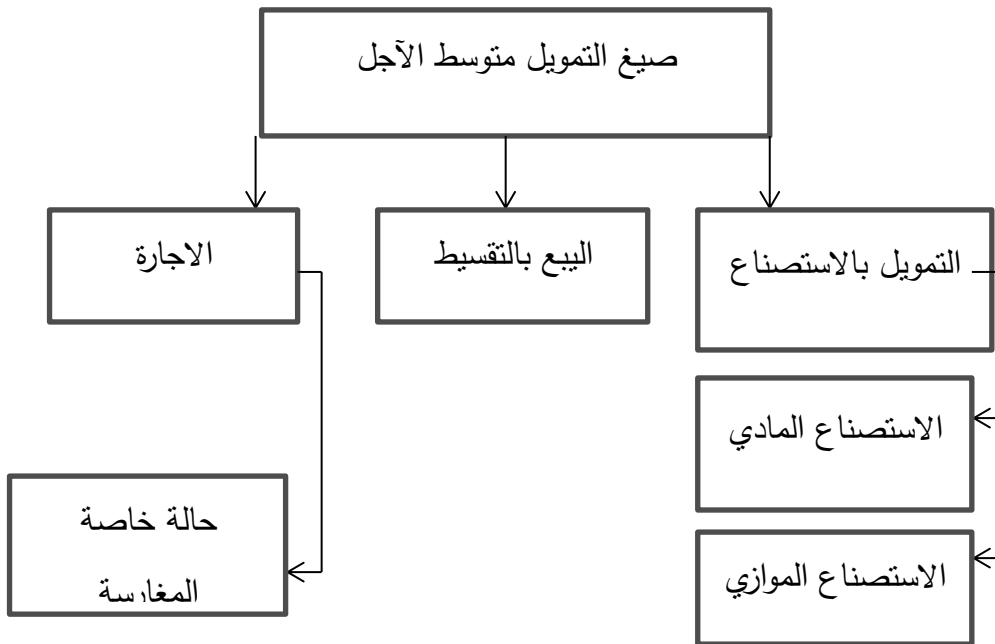 صيغ التمويل متوسط الآجل
التمويل بالاستصناع
البيع بالتقسيط
الاجارة
الاستصناع المادي
حالة خاصة
المغارسة
الاستصناع الموازي